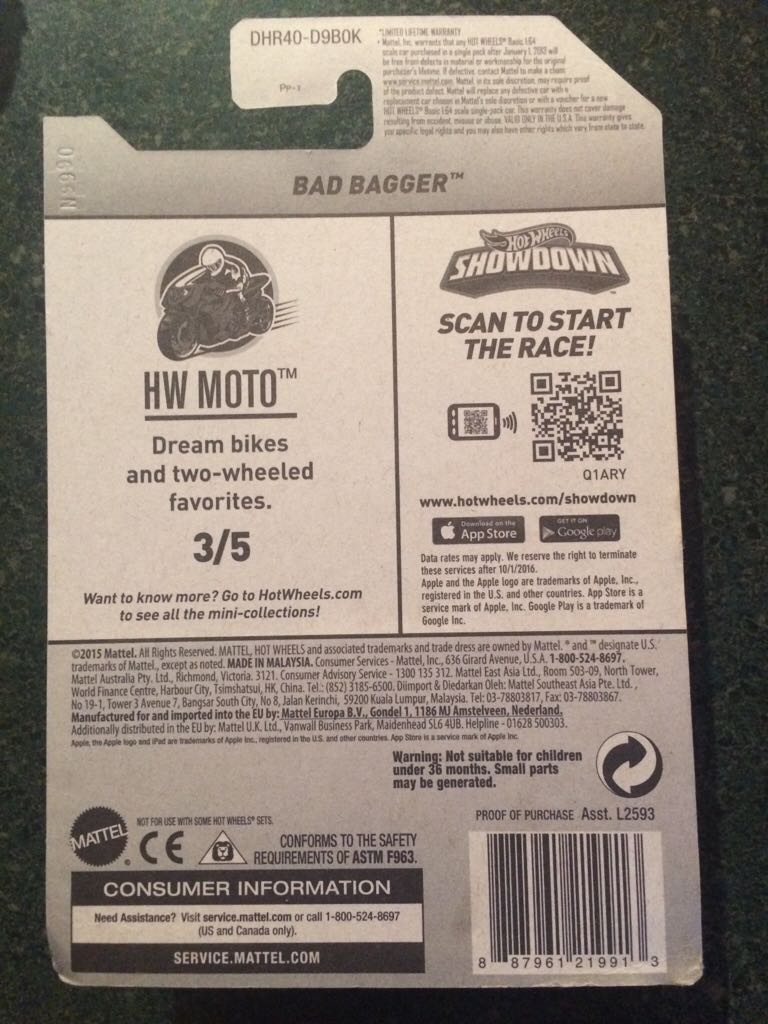 DHR40-D9B0K
PP-1
*LIMITED LIFETIME WARRANTY
• Mattel, Inc. warrants that any HOT WHEELS® Basic 1:64
scale car purchased in a single pack after January 1, 2013 will
be free from defects in material or workmanship for the original
purchaser's lifetime. If defective, contact Mattel to make a claim:
www.service.mattel.com. Mattel, in its sole discretion, may require proof
of the product defect. Mattel will replace any defective car with a
replacement car chosen in Mattel's sole discretion or with a voucher for a new
HOT WHEELS® Basic 1:64 scale single-pack car. This warranty does not cover damage
resulting from accident, misuse or abuse. VALID ONLY IN THE U.S.A. This warranty gives
you specific legal rights and you may also have other rights which vary from state to state.
BAD BAGGER™
HW MOTO™
Dream bikes
and two-wheeled
favorites.
3/5
Want to know more? Go to HotWheels.com
to see all the mini-collections!
HOT WHEELS
SHOWDOWN™
SCAN TO START
THE RACE!
Q1ARY
www.hotwheels.com/showdown
Download on the
App Store
GET IT ON
Google play
Data rates may apply. We reserve the right to terminate
these services after 10/1/2016.
Apple and the Apple logo are trademarks of Apple, Inc.,
registered in the U.S. and other countries. App Store is a
service mark of Apple, Inc. Google Play is a trademark of
Google Inc.
©2015 Mattel. All Rights Reserved. MATTEL, HOT WHEELS and associated trademarks and trade dress are owned by Mattel. ® and ™ designate U.S.
trademarks of Mattel, except as noted. MADE IN MALAYSIA. Consumer Services - Mattel, Inc., 636 Girard Avenue, U.S.A. 1-800-524-8697.
Mattel Australia Pty. Ltd., Richmond, Victoria. 3121. Consumer Advisory Service - 1300 135 312. Mattel East Asia Ltd., Room 503-09, North Tower,
World Finance Centre, Harbour City, Tsimshatsui, HK, China. Tel.: (852) 3185-6500. Diimport & Diedarkan Oleh: Mattel Southeast Asia Pte. Ltd.,
No 19-1, Tower 3 Avenue 7, Bangsar South City, No 8, Jalan Kerinchi, 59200 Kuala Lumpur, Malaysia. Tel: 03-78803817, Fax: 03-78803867.
Manufactured for and imported into the EU by: Mattel Europa B.V., Gondel 1, 1186 MJ Amstelveen, Nederland.
Additionally distributed in the EU by: Mattel U.K. Ltd., Vanwall Business Park, Maidenhead SL6 4UB. Helpline - 01628 500303.
Apple, the Apple logo and iPad are trademarks of Apple Inc., registered in the U.S. and other countries. App Store is a service mark of Apple Inc.
Warning: Not suitable for children
under 36 months. Small parts
may be generated.
MATTEL®
NOT FOR USE WITH SOME HOT WHEELS® SETS.
CE
CONFORMS TO THE SAFETY
REQUIREMENTS OF ASTM F963.
PROOF OF PURCHASE Asst. L2593
CONSUMER INFORMATION
Need Assistance? Visit service.mattel.com or call 1-800-524-8697
(US and Canada only).
SERVICE.MATTEL.COM
8 87961 21991 3